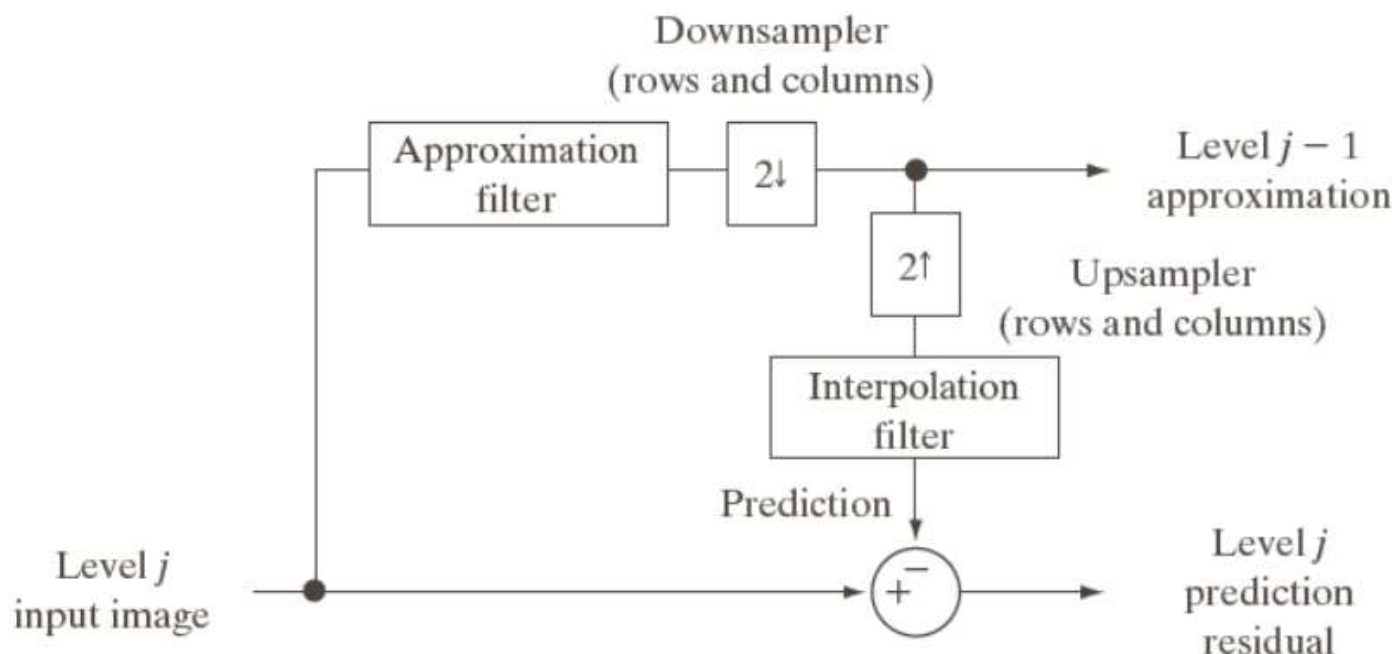 Downsampler
(rows and columns)
Approximation
filter
2↓
Level j − 1
approximation
2↑
Upsampler
(rows and columns)
Interpolation
filter
Prediction
Level j
input image
+
−
Level j
prediction
residual